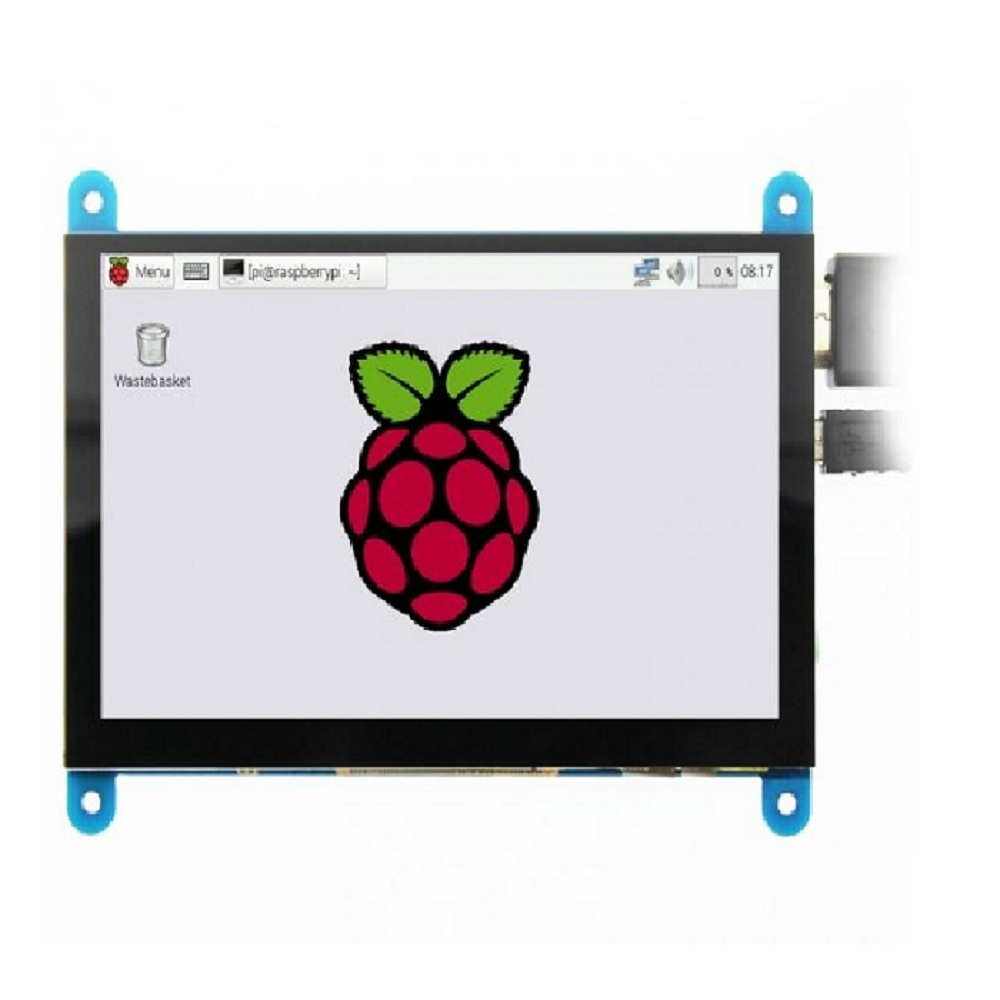 Menu
[pi@raspberrypi: ~]
0 %
08:17
Wastebasket